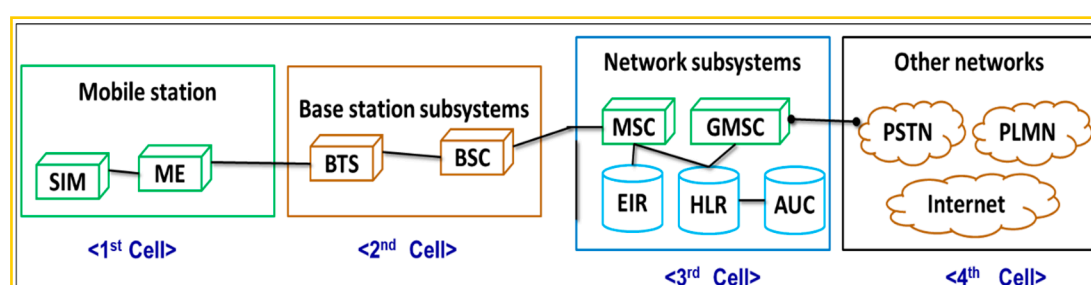 Mobile station
SIM
ME
<1st Cell>
Base station subsystems
BTS
BSC
<2nd Cell>
Network subsystems
MSC
GMSC
EIR
HLR
AUC
<3rd Cell>
Other networks
PSTN
PLMN
Internet
<4th Cell>